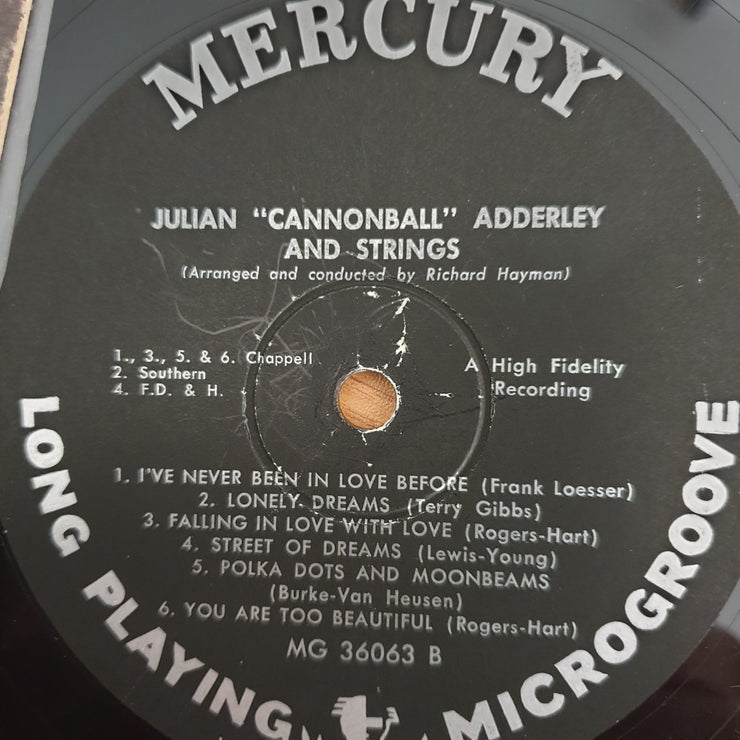 MERCURY
JULIAN "CANNONBALL" ADDERLEY
AND STRINGS
(Arranged and conducted by Richard Hayman)
1., 3., 5. & 6. Chappell
2. Southern
4. F.D. & H.
A High Fidelity
Recording
1. I'VE NEVER BEEN IN LOVE BEFORE (Frank Loesser)
2. LONELY DREAMS (Terry Gibbs)
3. FALLING IN LOVE WITH LOVE (Rogers-Hart)
4. STREET OF DREAMS (Lewis-Young)
5. POLKA DOTS AND MOONBEAMS
(Burke-Van Heusen)
6. YOU ARE TOO BEAUTIFUL (Rogers-Hart)
MG 36063 B
LONG PLAYING MICROGROOVE